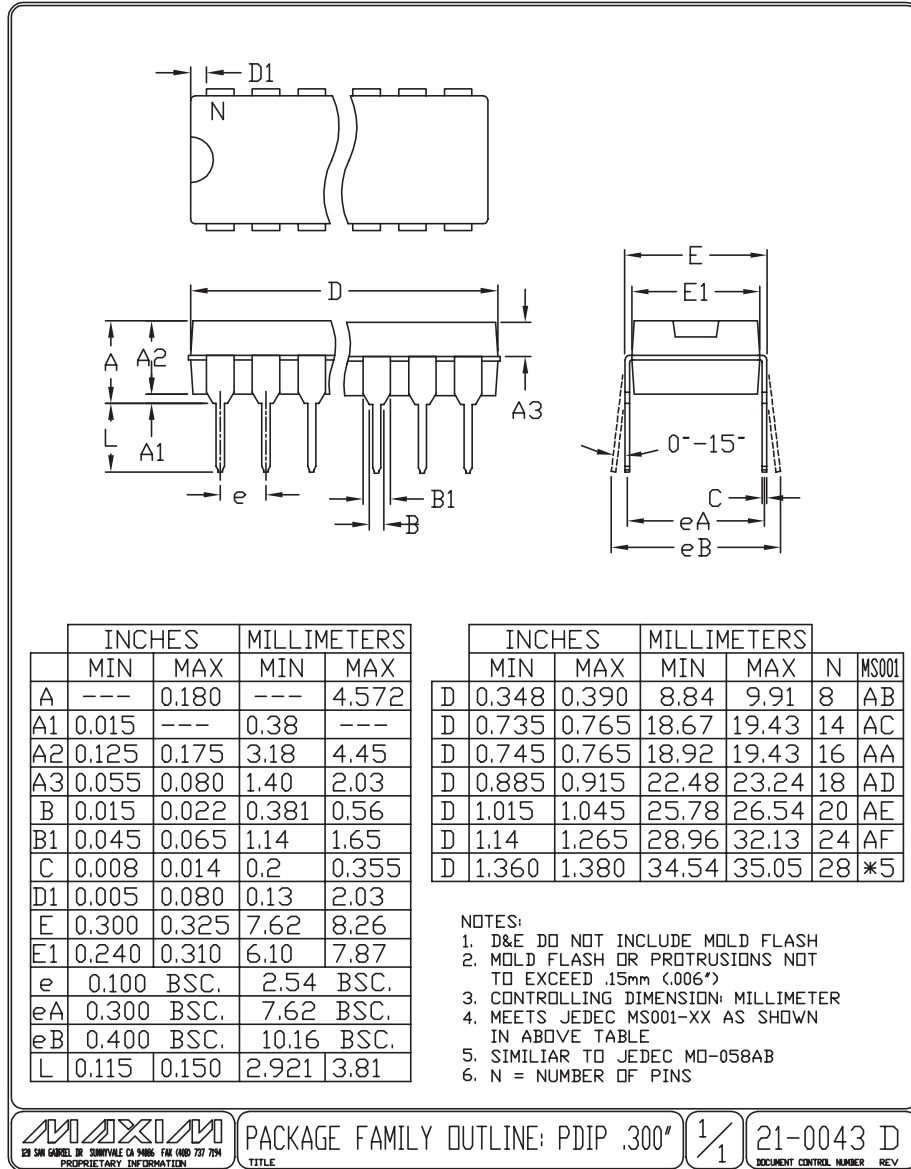 D1
N
D
E
E1
A
A2
A3
L
A1
e
B1
B
0°-15°
C
eA
eB
INCHES MILLIMETERS
MIN MAX MIN MAX
A --- 0.180 --- 4.572
A1 0.015 --- 0.38 ---
A2 0.125 0.175 3.18 4.45
A3 0.055 0.080 1.40 2.03
B 0.015 0.022 0.381 0.56
B1 0.045 0.065 1.14 1.65
C 0.008 0.014 0.2 0.355
D1 0.005 0.080 0.13 2.03
E 0.300 0.325 7.62 8.26
E1 0.240 0.310 6.10 7.87
e 0.100 BSC. 2.54 BSC.
eA 0.300 BSC. 7.62 BSC.
eB 0.400 BSC. 10.16 BSC.
L 0.115 0.150 2.921 3.81
INCHES MILLIMETERS
MIN MAX MIN MAX N MS001
D 0.348 0.390 8.84 9.91 8 AB
D 0.735 0.765 18.67 19.43 14 AC
D 0.745 0.765 18.92 19.43 16 AA
D 0.885 0.915 22.48 23.24 18 AD
D 1.015 1.045 25.78 26.54 20 AE
D 1.14 1.265 28.96 32.13 24 AF
D 1.360 1.380 34.54 35.05 28 *5
NOTES:
1. D&E DO NOT INCLUDE MOLD FLASH
2. MOLD FLASH OR PROTRUSIONS NOT
TO EXCEED .15mm (.006")
3. CONTROLLING DIMENSION: MILLIMETER
4. MEETS JEDEC MS001-XX AS SHOWN
IN ABOVE TABLE
5. SIMILIAR TO JEDEC MO-058AB
6. N = NUMBER OF PINS
MAXIM
120 SAN GABRIEL DR SUNNYVALE CA 94086 FAX (408) 737 7194
PROPRIETARY INFORMATION
PACKAGE FAMILY OUTLINE: PDIP .300"
TITLE
1/1
21-0043 D
DOCUMENT CONTROL NUMBER REV